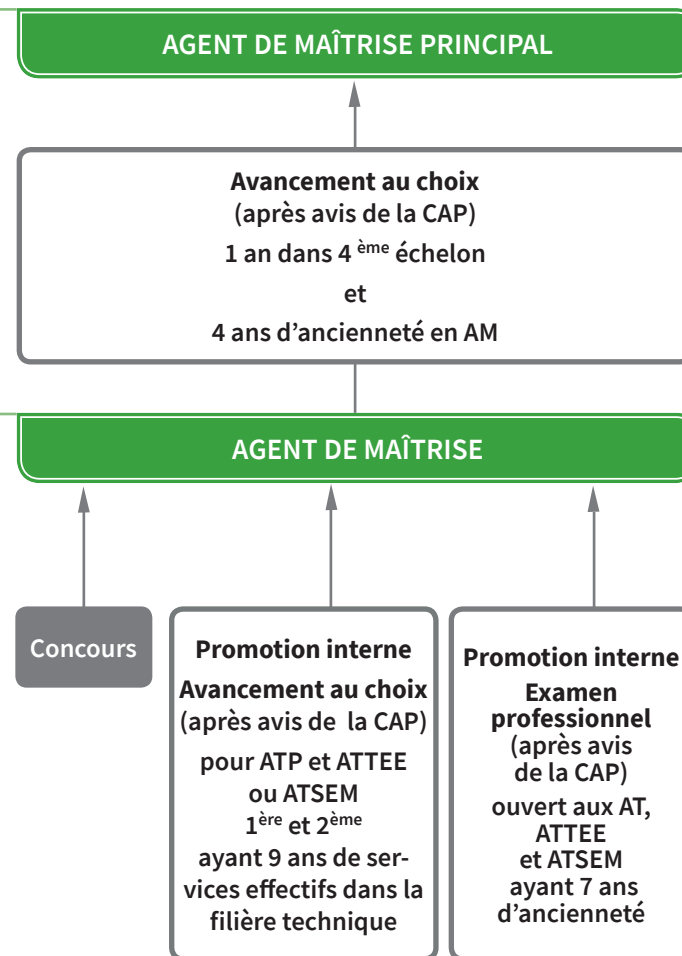 AGENT DE MAÎTRISE PRINCIPAL
Avancement au choix
(après avis de la CAP)
1 an dans 4 ème échelon
et
4 ans d’ancienneté en AM
AGENT DE MAÎTRISE
Concours
Promotion interne
Avancement au choix
(après avis de  la CAP)
pour ATP et ATTEE
ou ATSEM
1ère et 2ème
ayant 9 ans de ser-
vices effectifs dans la
filière technique
Promotion interne
Examen
professionnel
(après avis
de la CAP)
ouvert aux AT,
ATTEE
et ATSEM
ayant 7 ans
d’ancienneté